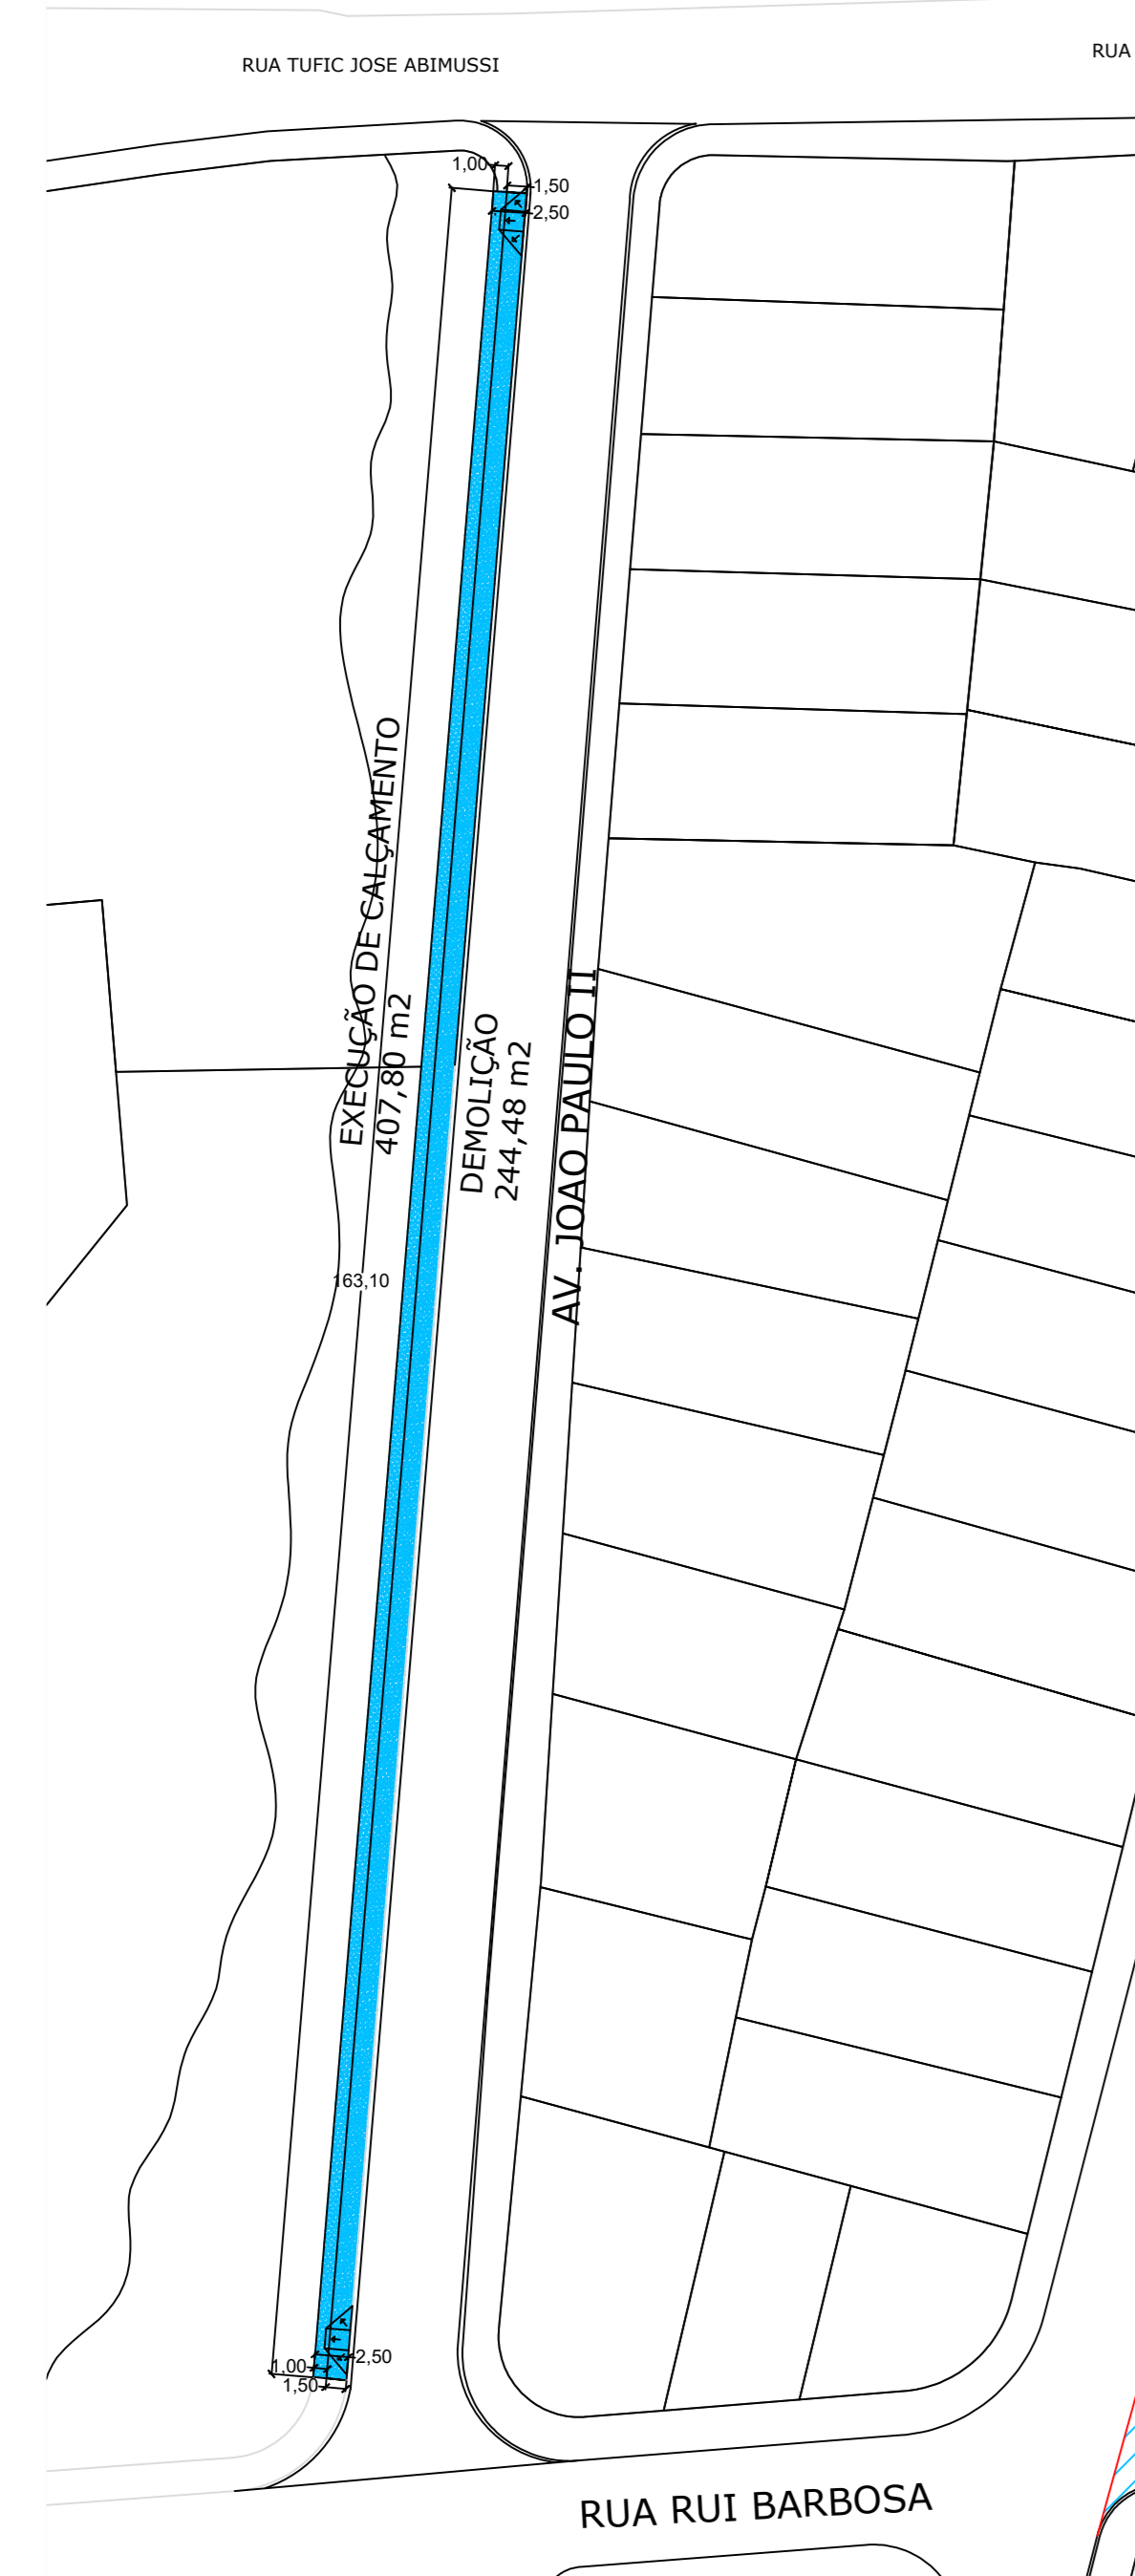 RUA TUFIC JOSE ABIMUSSI
RUA
1,00
1,50
2,50
EXECUÇÃO DE CALÇAMENTO
407,80 m2
DEMOLIÇÃO
244,48 m2
AV. JOAO PAULO II
163,10
2,50
1,00
1,50
RUA RUI BARBOSA